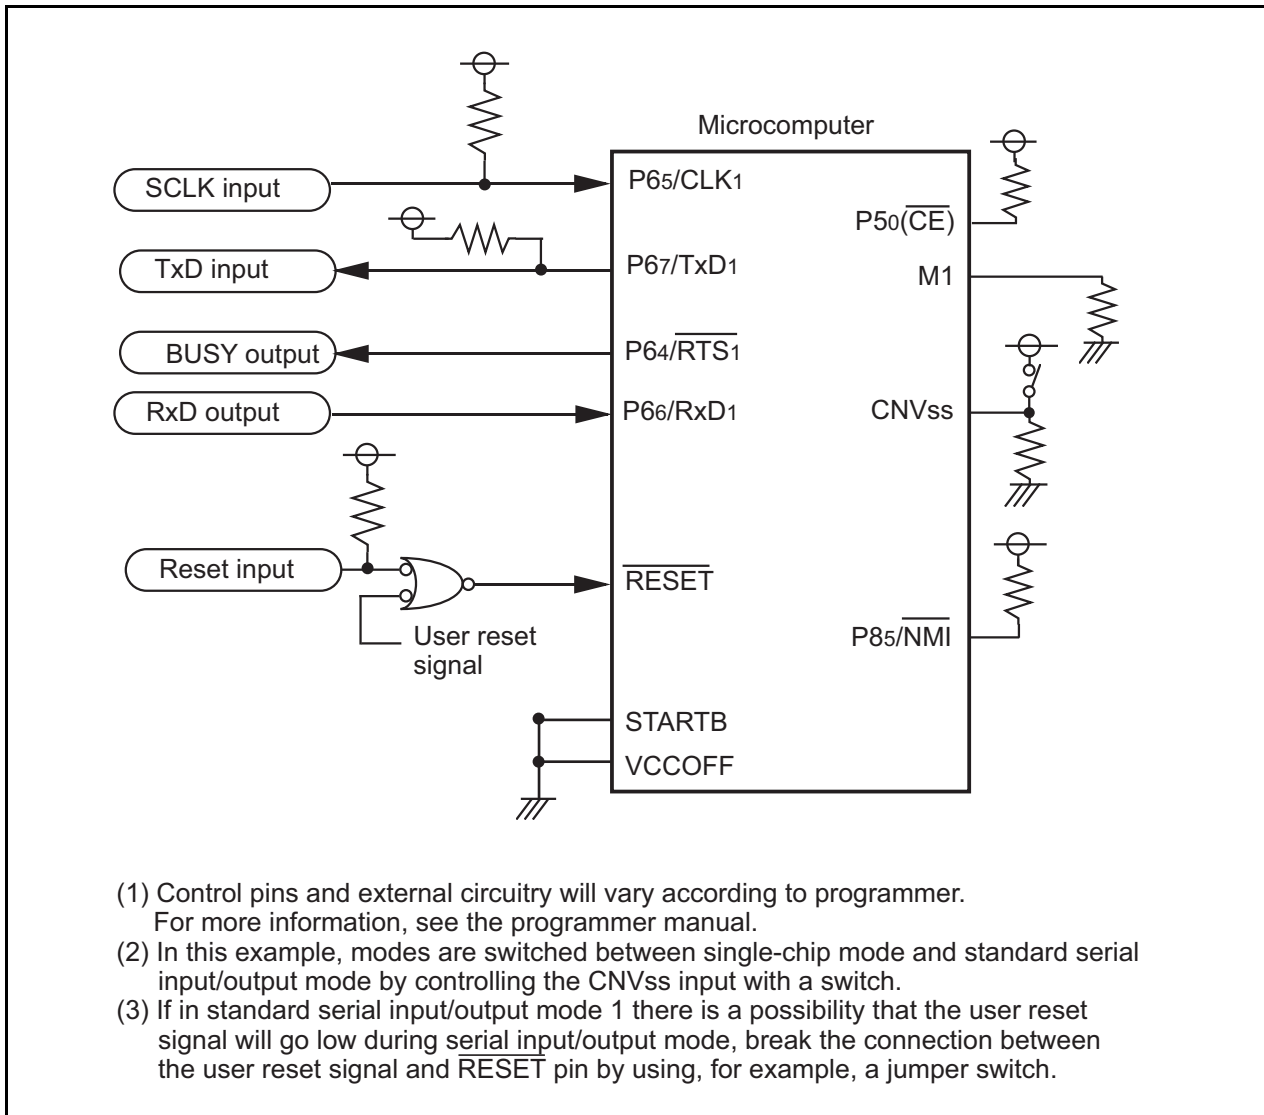 Microcomputer
SCLK input
P65/CLK1
P50(CE)
TxD input
P67/TxD1
M1
BUSY output
P64/RTS1
RxD output
P66/RxD1
CNVss
Reset input
RESET
User reset
signal
P85/NMI
STARTB
VCCOFF
(1) Control pins and external circuitry will vary according to programmer.
For more information, see the programmer manual.
(2) In this example, modes are switched between single-chip mode and standard serial
input/output mode by controlling the CNVss input with a switch.
(3) If in standard serial input/output mode 1 there is a possibility that the user reset
signal will go low during serial input/output mode, break the connection between
the user reset signal and RESET pin by using, for example, a jumper switch.